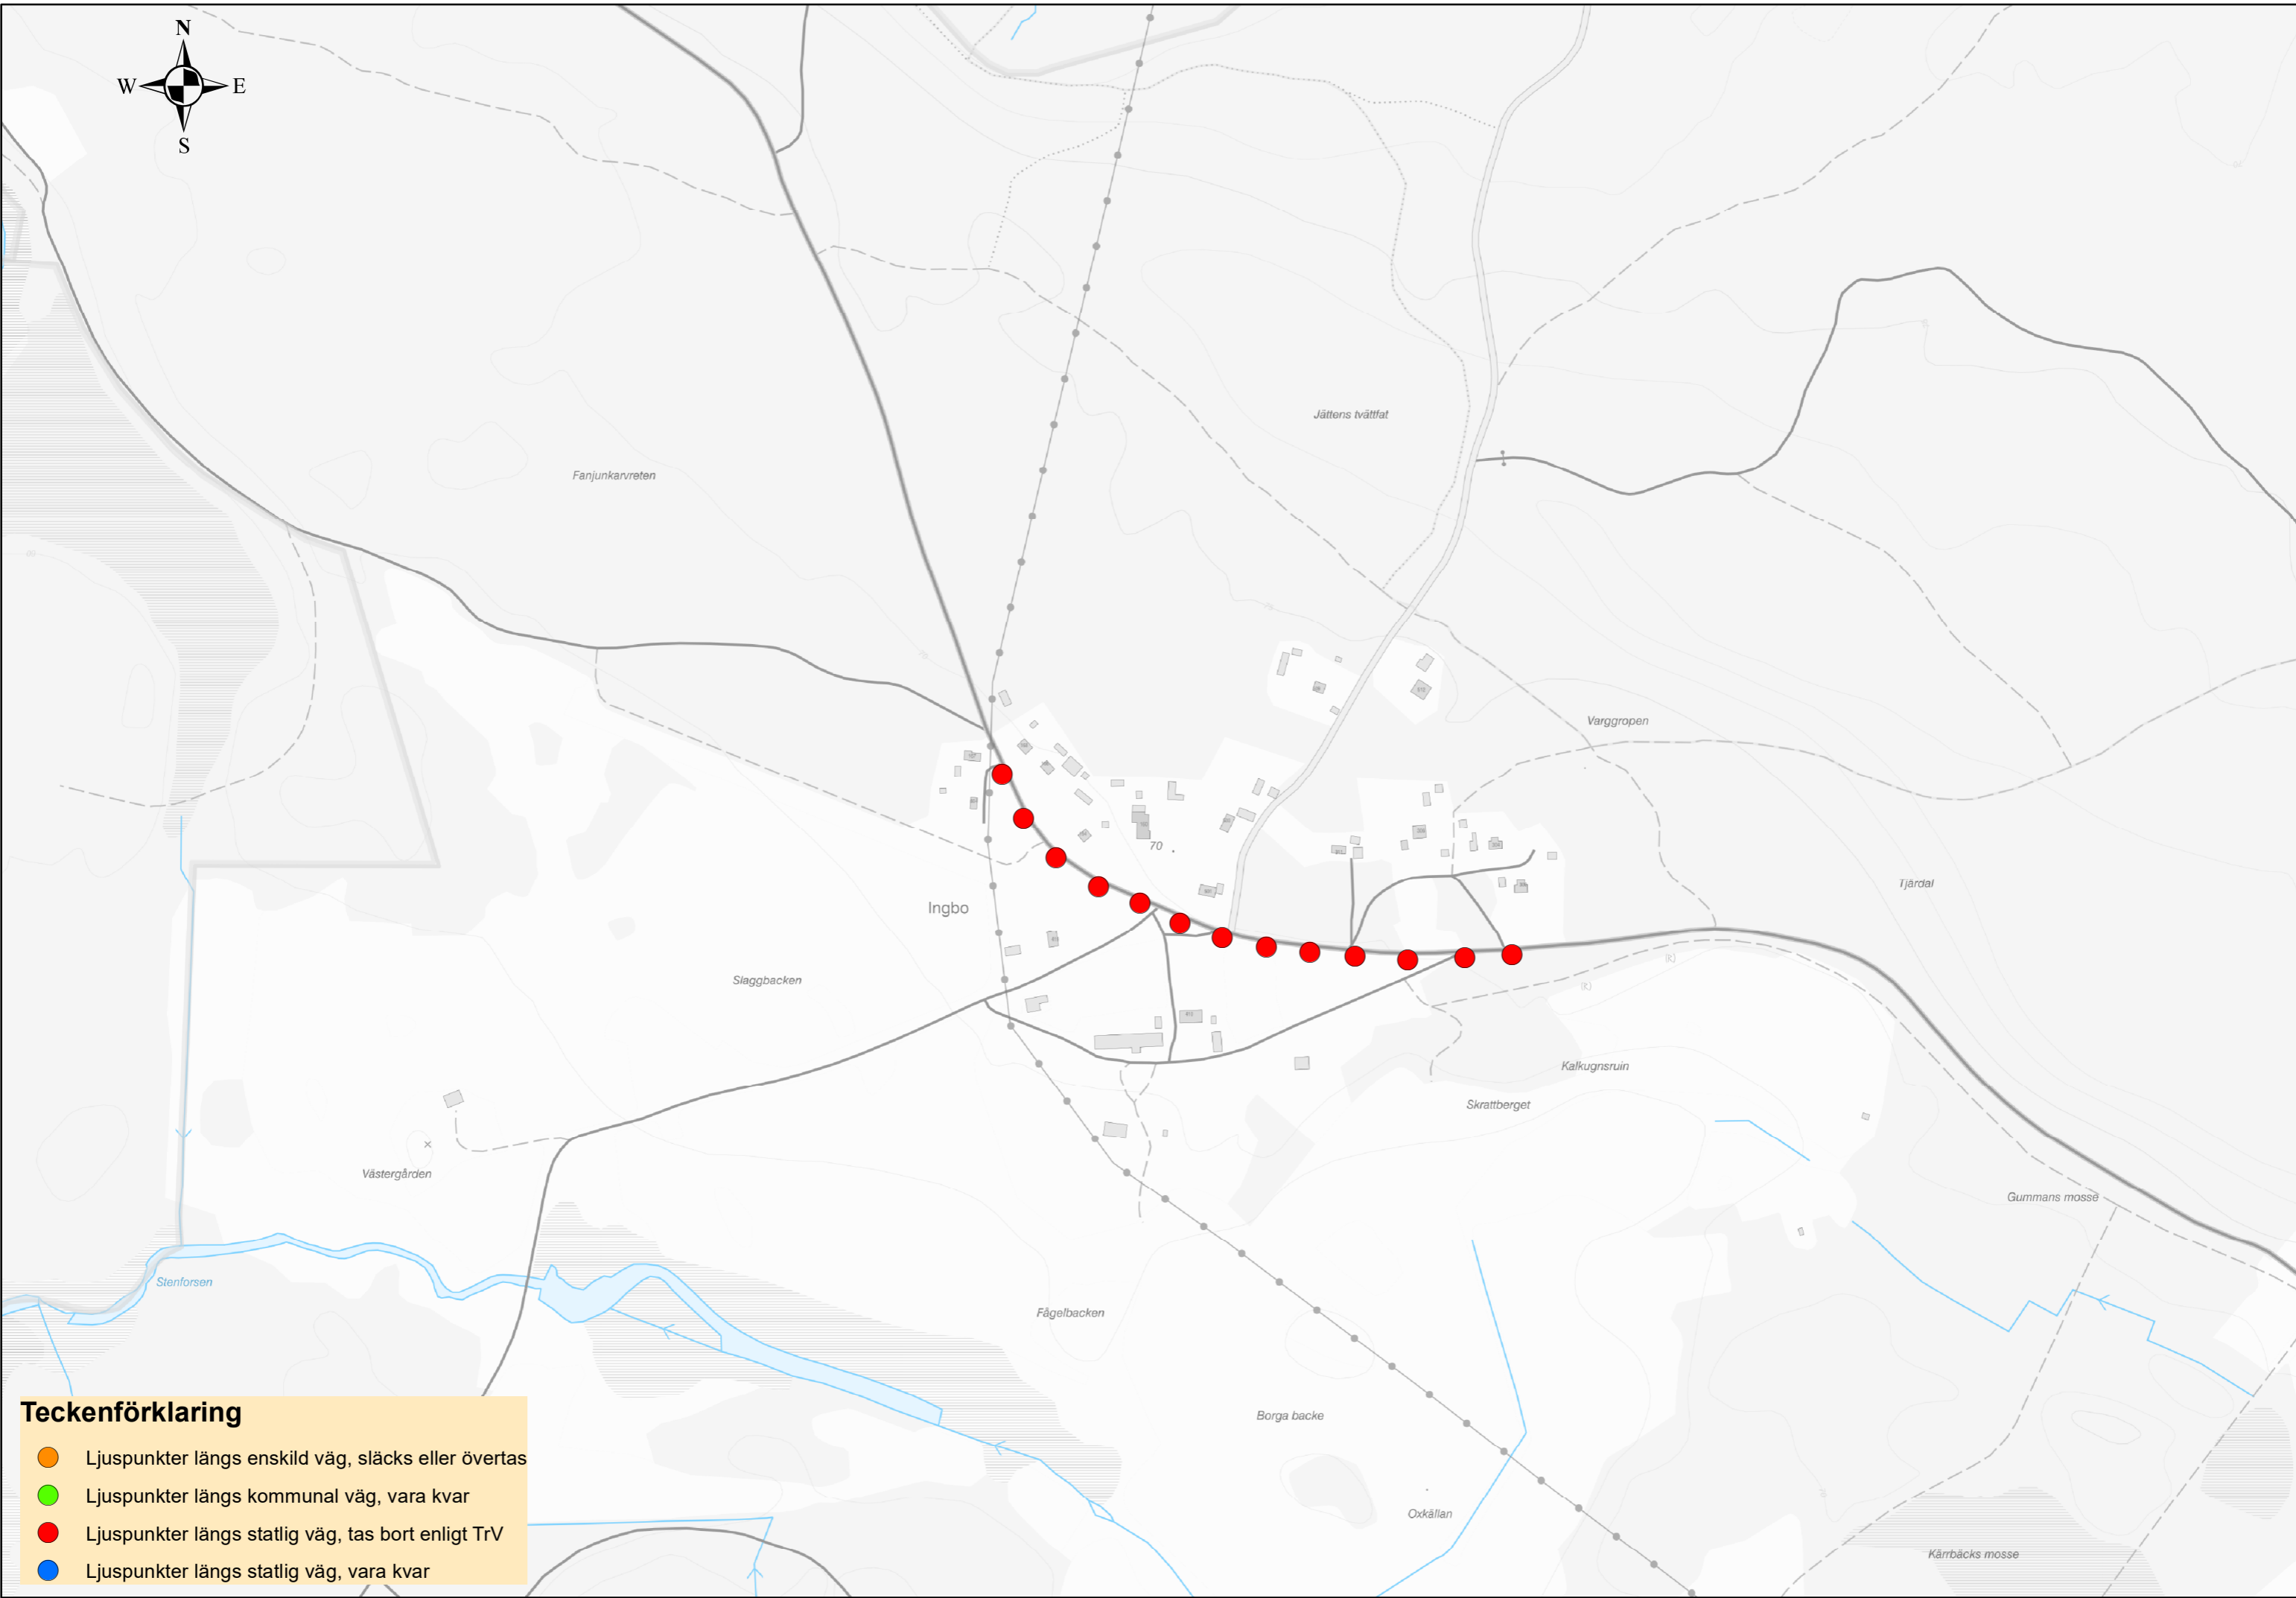 N
W E
S
Jättens tvättfat
Fanjunkarvreten
Varggropen
70
Tjärdal
Ingbo
Slaggbacken
Kalkugnsruin
Skrattberget
Västergården
Gummans mosse
Stenforsen
Fågelbacken
Borga backe
Oxkällan
Kärrbäcks mosse
Teckenförklaring
Ljuspunkter längs enskild väg, släcks eller övertas
Ljuspunkter längs kommunal väg, vara kvar
Ljuspunkter längs statlig väg, tas bort enligt TrV
Ljuspunkter längs statlig väg, vara kvar